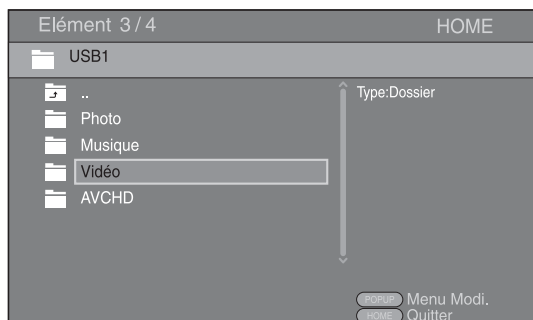 Elément 3 / 4 HOME
USB1
..
Type:Dossier
Photo
Musique
Vidéo
AVCHD
POPUP Menu Modi.
HOME Quitter